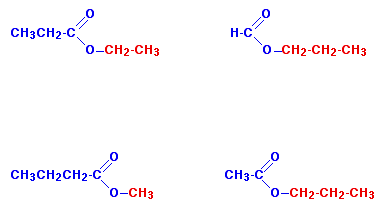 O
CH3CH2-C
O—CH2-CH3
O
H-C
O—CH2-CH2-CH3
O
CH3CH2CH2-C
O—CH3
O
CH3-C
O—CH2-CH2-CH3